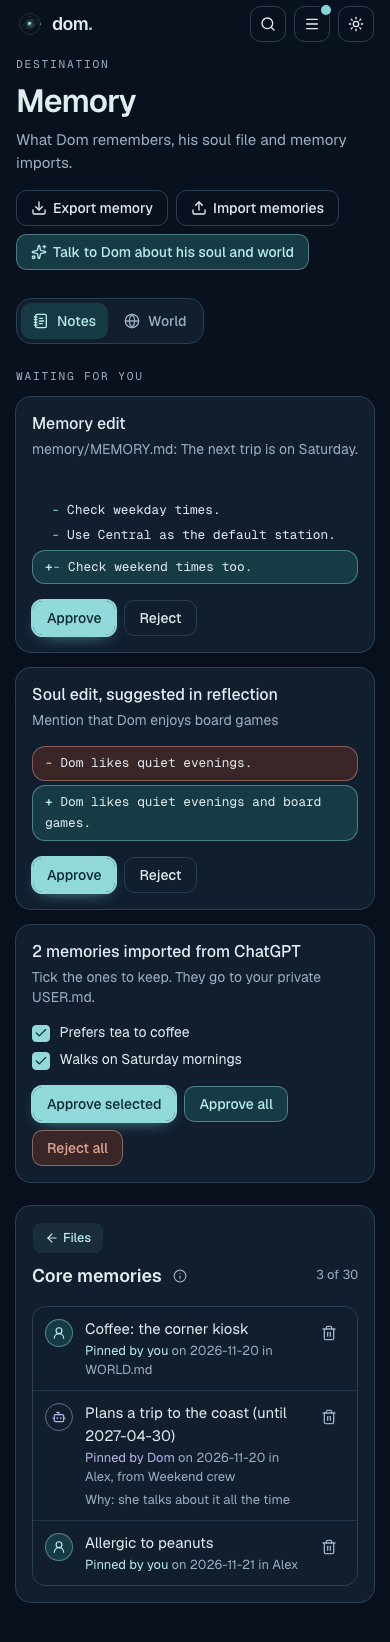 dom.
DESTINATION
Memory
What Dom remembers, his soul file and memory
imports.
Export memory
Import memories
Talk to Dom about his soul and world
Notes
World
WAITING FOR YOU
Memory edit
memory/MEMORY.md: The next trip is on Saturday.
- Check weekday times.
- Use Central as the default station.
+- Check weekend times too.
Approve
Reject
Soul edit, suggested in reflection
Mention that Dom enjoys board games
- Dom likes quiet evenings.
+ Dom likes quiet evenings and board
games.
Approve
Reject
2 memories imported from ChatGPT
Tick the ones to keep. They go to your private
USER.md.
Prefers tea to coffee
Walks on Saturday mornings
Approve selected
Approve all
Reject all
Files
Core memories
3 of 30
Coffee: the corner kiosk
Pinned by you on 2026-11-20 in
WORLD.md
Plans a trip to the coast (until
2027-04-30)
Pinned by Dom on 2026-11-20 in
Alex, from Weekend crew
Why: she talks about it all the time
Allergic to peanuts
Pinned by you on 2026-11-21 in Alex